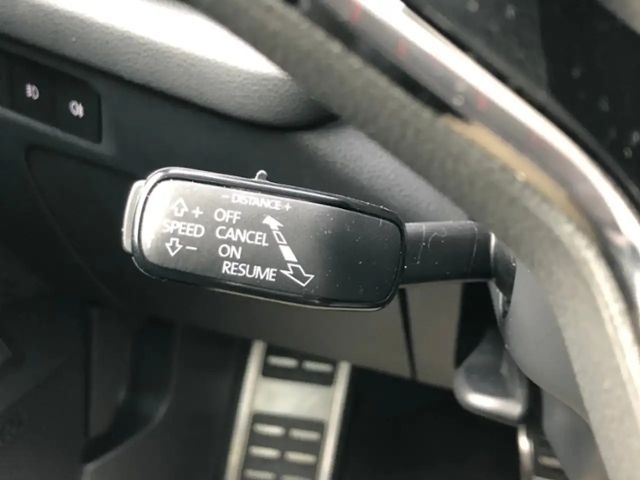 − DISTANCE +
+ OFF
SPEED CANCEL
− ON
RESUME